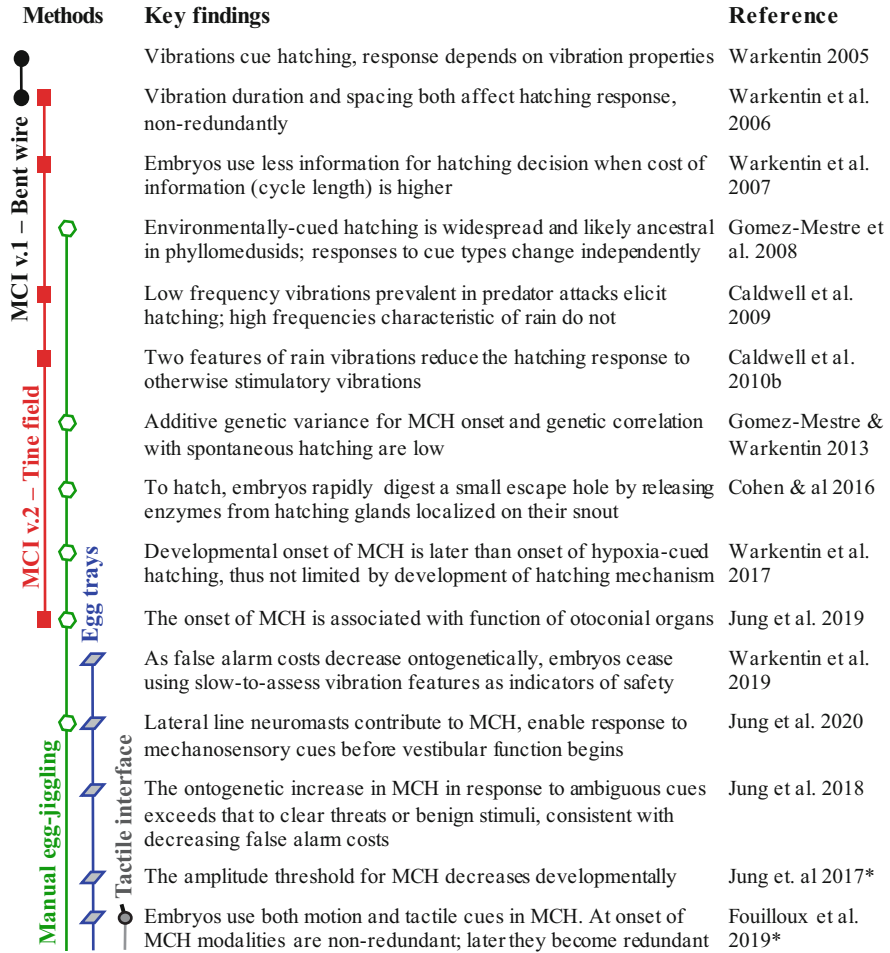 Methods Key findings Reference
Vibrations cue hatching, response depends on vibration properties Warkentin 2005
Vibration duration and spacing both affect hatching response, Warkentin et al.
non-redundantly 2006
Embryos use less information for hatching decision when cost of Warkentin et al.
information (cycle length) is higher 2007
Environmentally-cued hatching is widespread and likely ancestral Gomez-Mestre et
in phyllomedusids; responses to cue types change independently al. 2008
Low frequency vibrations prevalent in predator attacks elicit Caldwell et al.
hatching; high frequencies characteristic of rain do not 2009
Two features of rain vibrations reduce the hatching response to Caldwell et al.
otherwise stimulatory vibrations 2010b
Additive genetic variance for MCH onset and genetic correlation Gomez-Mestre &
with spontaneous hatching are low Warkentin 2013
To hatch, embryos rapidly digest a small escape hole by releasing Cohen & al 2016
enzymes from hatching glands localized on their snout
Developmental onset of MCH is later than onset of hypoxia-cued Warkentin et al.
hatching, thus not limited by development of hatching mechanism 2017
The onset of MCH is associated with function of otoconial organs Jung et al. 2019
As false alarm costs decrease ontogenetically, embryos cease Warkentin et al.
using slow-to-assess vibration features as indicators of safety 2019
Lateral line neuromasts contribute to MCH, enable response to Jung et al. 2020
mechanosensory cues before vestibular function begins
The ontogenetic increase in MCH in response to ambiguous cues Jung et al. 2018
exceeds that to clear threats or benign stimuli, consistent with
decreasing false alarm costs
The amplitude threshold for MCH decreases developmentally Jung et. al 2017*
Embryos use both motion and tactile cues in MCH. At onset of Fouilloux et al.
MCH modalities are non-redundant; later they become redundant 2019*
MCI v.1 – Bent wire
MCI v.2 – Tine field
Manual egg-jiggling
Egg trays
Tactile interface